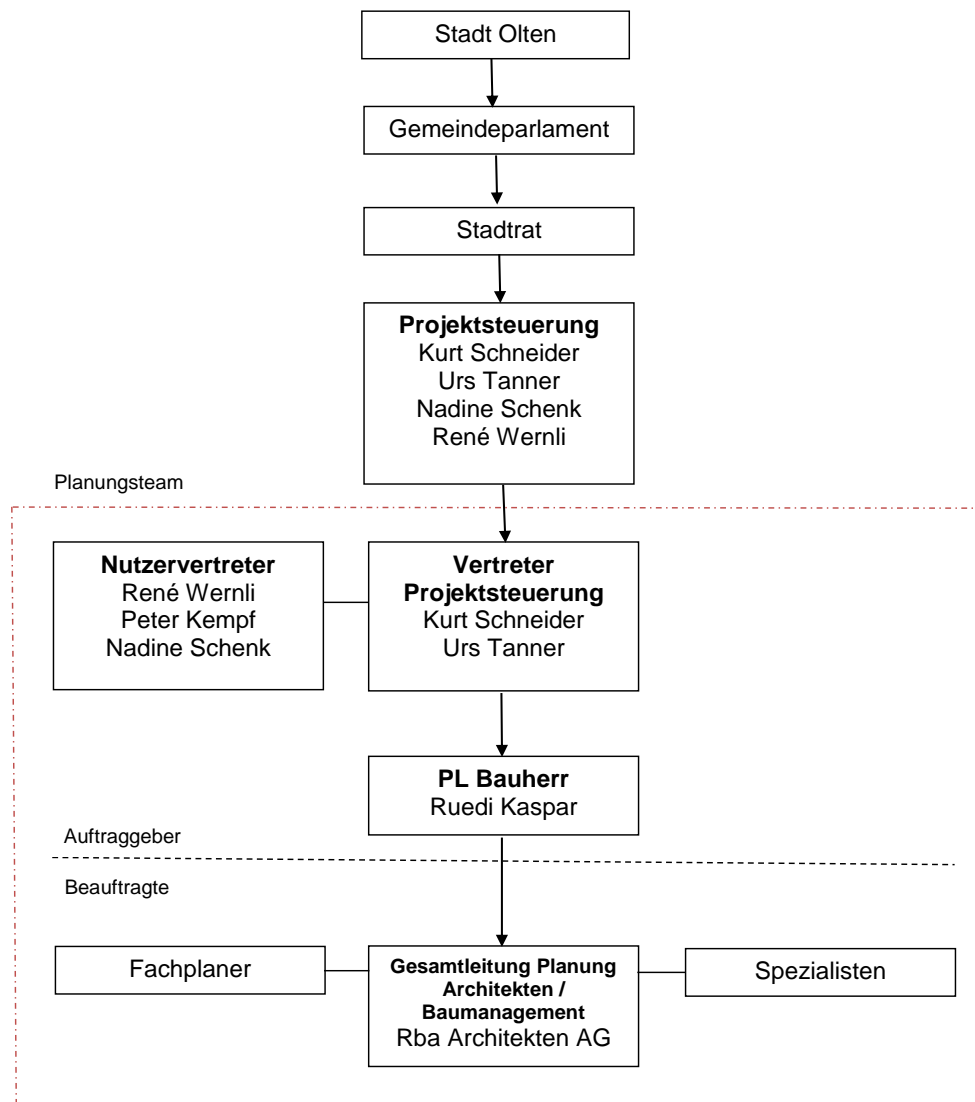 Stadt Olten
Gemeindeparlament
Stadtrat
Projektsteuerung
Kurt Schneider
Urs Tanner
Nadine Schenk
René Wernli
Planungsteam
Nutzervertreter
René Wernli
Peter Kempf
Nadine Schenk
Vertreter
Projektsteuerung
Kurt Schneider
Urs Tanner
PL Bauherr
Ruedi Kaspar
Auftraggeber
Beauftragte
Fachplaner
Gesamtleitung Planung
Architekten /
Baumanagement
Rba Architekten AG
Spezialisten